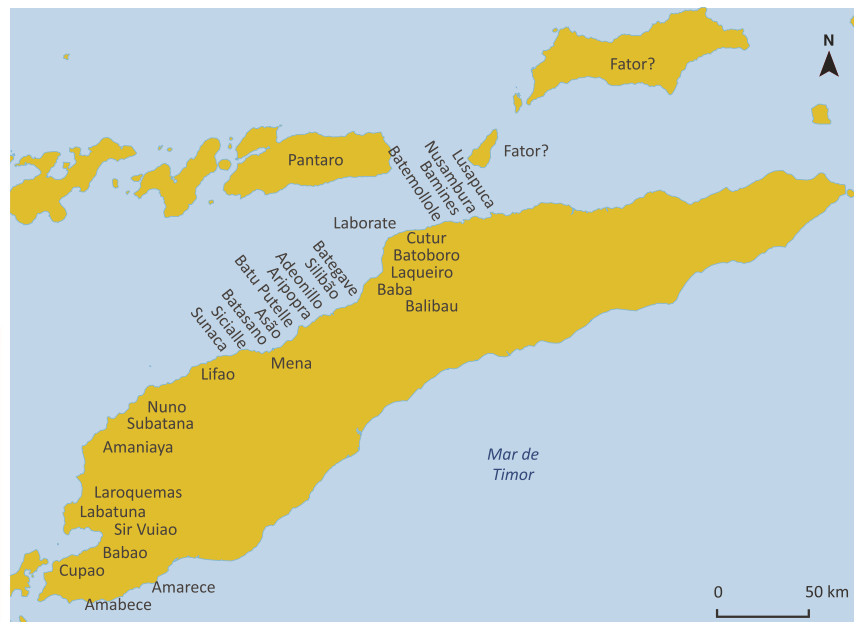 N
Fator?
Fator?
Pantaro
Lusapuca
Nusambura
Bamines
Batemollole
Laborate
Cutur
Batoboro
Laqueiro
Baba
Balibau
Bategave
Silibão
Adeonillo
Aripopra
Batu Putelle
Asão
Batasano
Sicialle
Sunaca
Mena
Lifao
Nuno
Subatana
Amaniaya
Mar de
Timor
Laroquemas
Labatuna
Sir Vuiao
Babao
Cupao
Amarece
Amabece
0
50 km